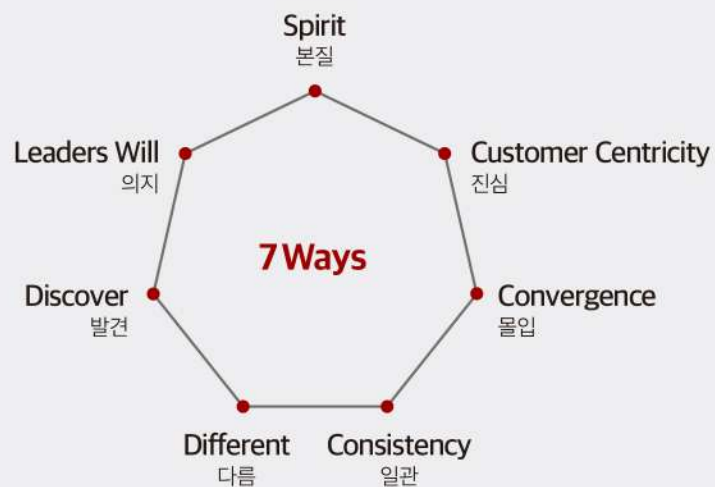 Spirit
본질
Leaders Will
의지
Customer Centricity
진심
7 Ways
Discover
발견
Convergence
몰입
Different
다름
Consistency
일관